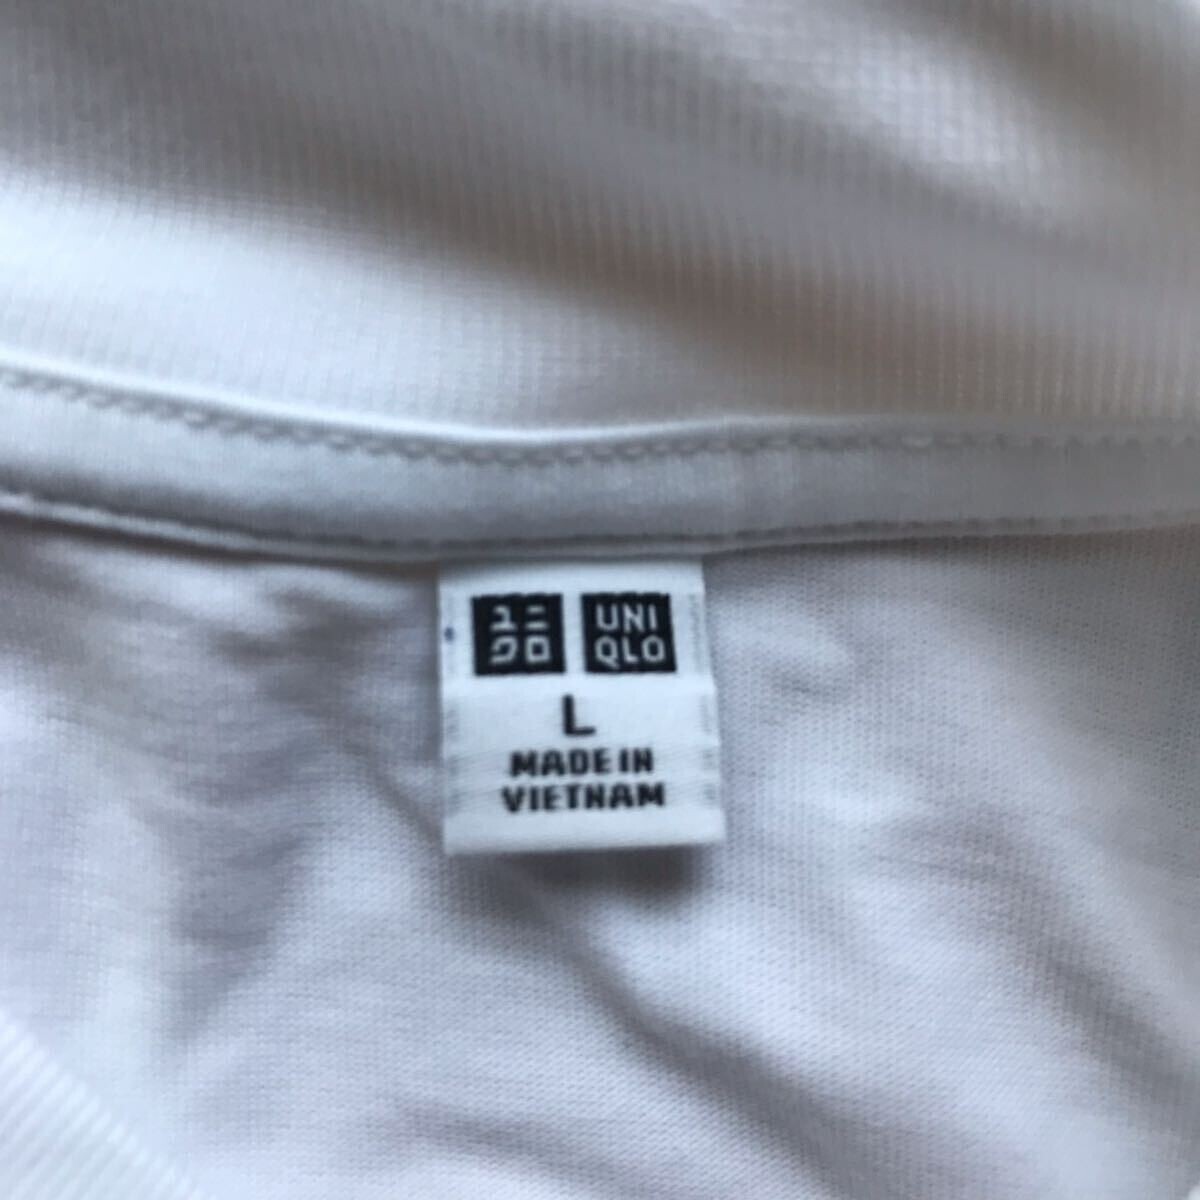 ユニ UNI
クロ QLO
L
MADE IN
VIETNAM